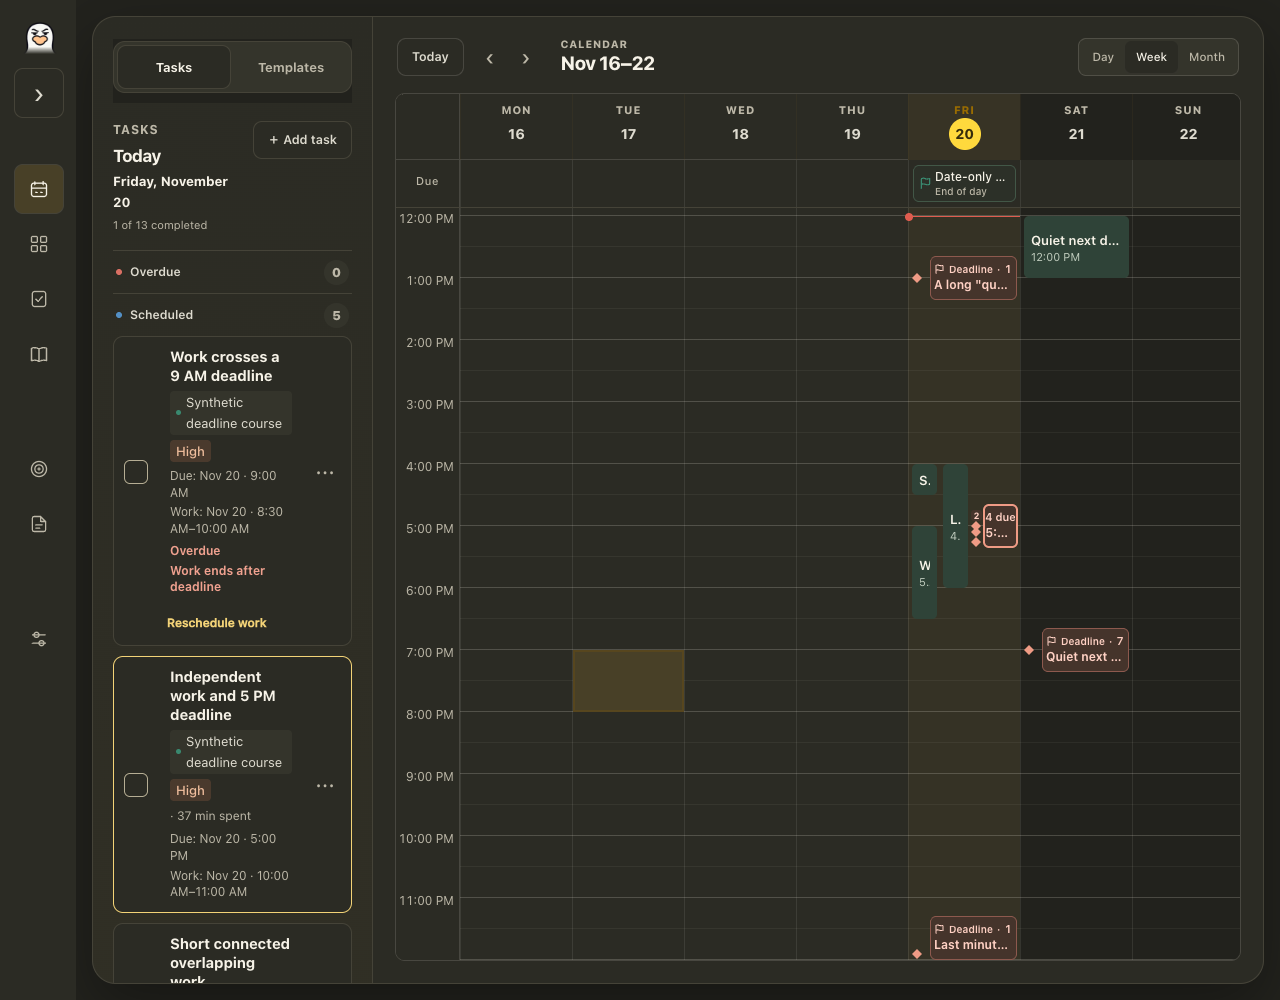 Tasks
Templates
TASKS
Today
Friday, November
20
1 of 13 completed
+ Add task
Overdue
0
Scheduled
5
Work crosses a
9 AM deadline
Synthetic
deadline course
High
Due: Nov 20 · 9:00
AM
Work: Nov 20 · 8:30
AM–10:00 AM
Overdue
Work ends after
deadline
Reschedule work
Independent
work and 5 PM
deadline
Synthetic
deadline course
High
· 37 min spent
Due: Nov 20 · 5:00
PM
Work: Nov 20 · 10:00
AM–11:00 AM
Short connected
overlapping
work
Today
CALENDAR
Nov 16–22
Day
Week
Month
MON
16
TUE
17
WED
18
THU
19
FRI
20
SAT
21
SUN
22
Due
Date-only ...
End of day
12:00 PM
1:00 PM
2:00 PM
3:00 PM
4:00 PM
5:00 PM
6:00 PM
7:00 PM
8:00 PM
9:00 PM
10:00 PM
11:00 PM
Quiet next d...
12:00 PM
Deadline · 1
A long "qu...
S.
L.
4.
W
5.
2
4 due
5:...
Deadline · 7
Quiet next ...
Deadline · 1
Last minut...